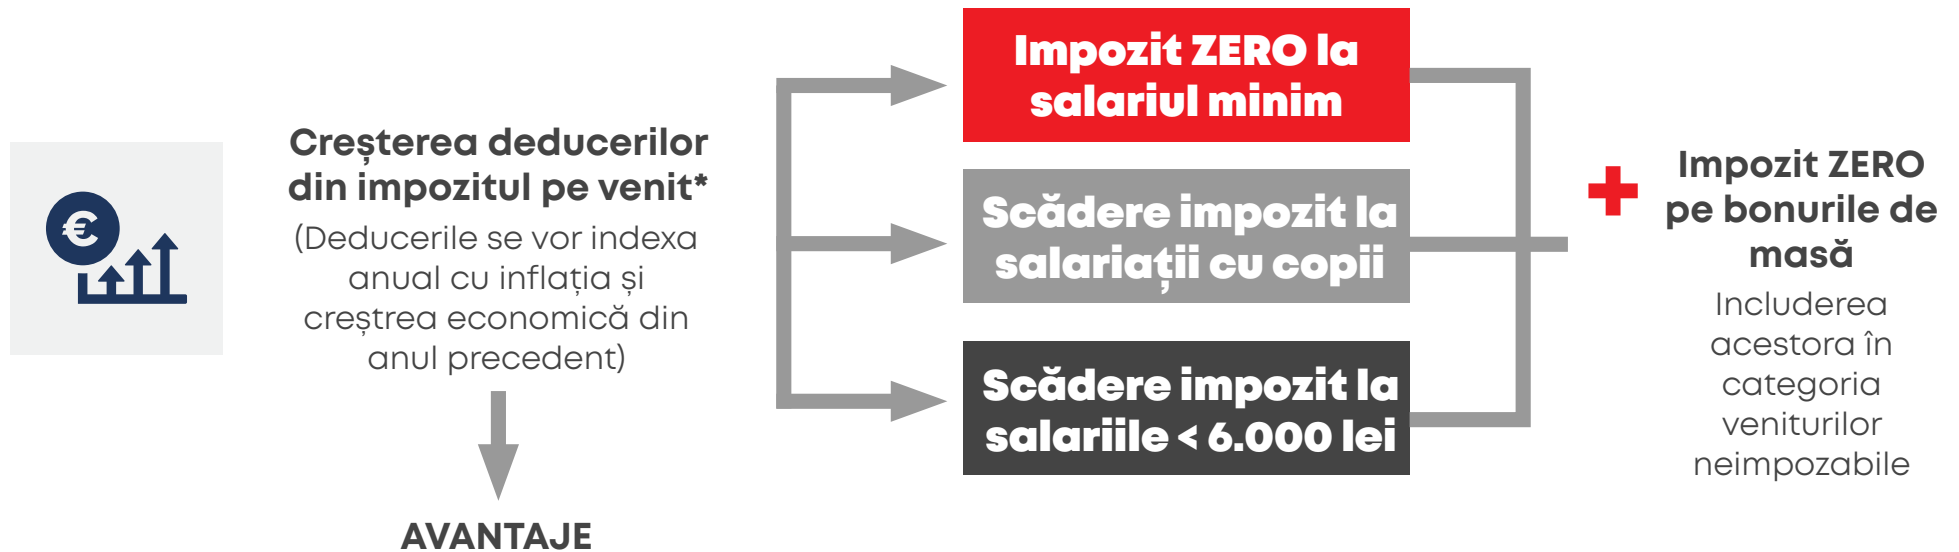 Creșterea deducerilor
din impozitul pe venit*
(Deducerile se vor indexa
anual cu inflația și
creștrea economică din
anul precedent)
AVANTAJE
Impozit ZERO la
salariul minim
Scădere impozit la
salariații cu copii
Scădere impozit la
salariile < 6.000 lei
Impozit ZERO
pe bonurile de
masă
Includerea
acestora în
categoria
veniturilor
neimpozabile